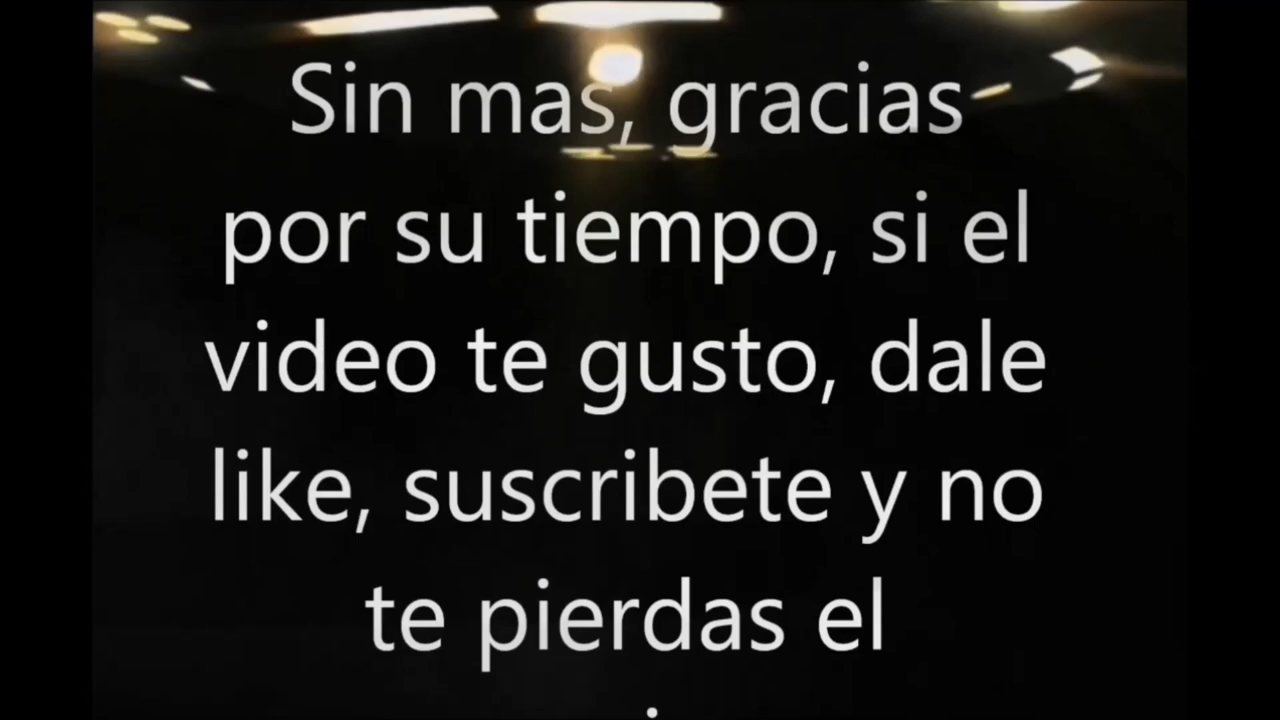 Sin mas, gracias
por su tiempo, si el
video te gusto, dale
like, suscribete y no
te pierdas el